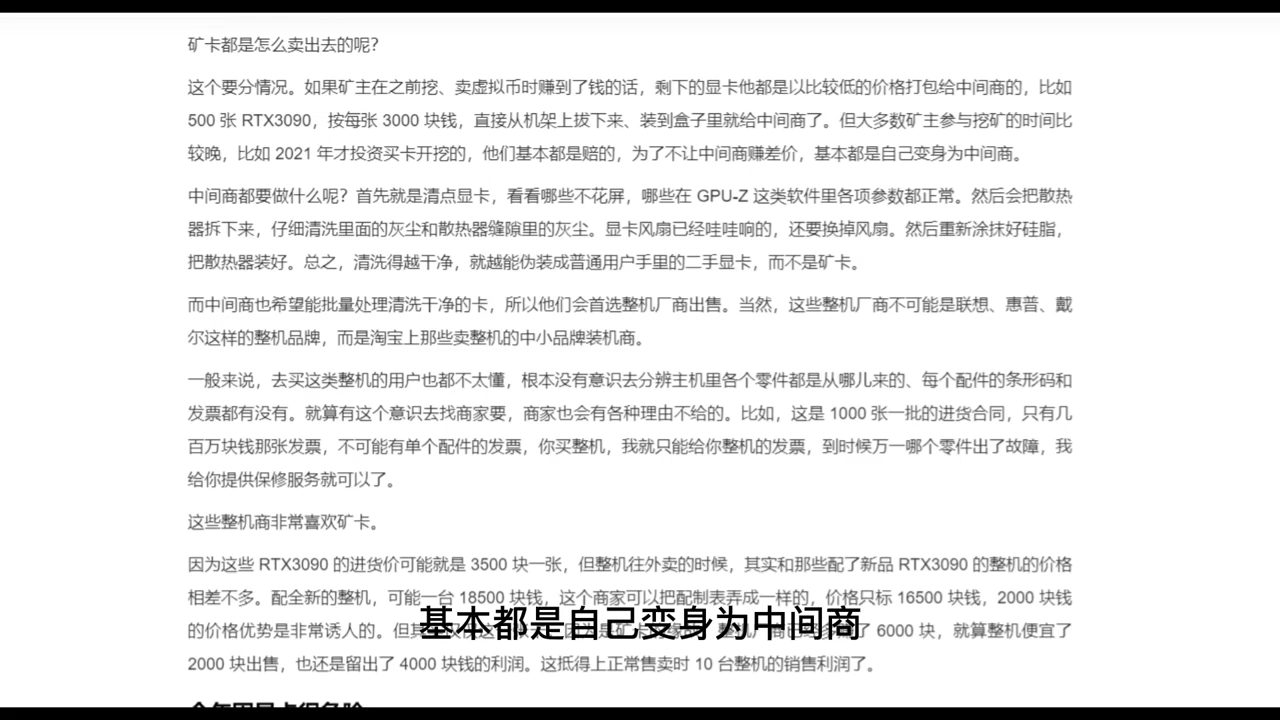 矿卡都是怎么卖出去的呢？
这个要分情况。如果矿主在之前挖、卖虚拟币时赚到了钱的话，剩下的显卡他都是以比较低的价格打包给中间商的，比如
500 张 RTX3090，按每张 3000 块钱，直接从机架上拔下来、装到盒子里就给中间商了。但大多数矿主参与挖矿的时间比
较晚，比如 2021 年才投资买卡开挖的，他们基本都是赔的，为了不让中间商赚差价，基本都是自己变身为中间商。
中间商都要做什么呢？首先就是清点显卡，看看哪些不花屏，哪些在 GPU-Z 这类软件里各项参数都正常。然后会把散热
器拆下来，仔细清洗里面的灰尘和散热器缝隙里的灰尘。显卡风扇已经哇哇响的，还要换掉风扇。然后重新涂抹好硅脂，
把散热器装好。总之，清洗得越干净，就越能伪装成普通用户手里的二手显卡，而不是矿卡。
而中间商也希望能批量处理清洗干净的卡，所以他们会首选整机厂商出售。当然，这些整机厂商不可能是联想、惠普、戴
尔这样的整机品牌，而是淘宝上那些卖整机的中小品牌装机商。
一般来说，去买这类整机的用户也都不太懂，根本没有意识去分辨主机里各个零件都是从哪儿来的、每个配件的条形码和
发票都有没有。就算有这个意识去找商家要，商家也会有各种理由不给的。比如，这是 1000 张一批的进货合同，只有几
百万块钱那张发票，不可能有单个配件的发票，你买整机，我就只能给你整机的发票，到时候万一哪个零件出了故障，我
给你提供保修服务就可以了。
这些整机商非常喜欢矿卡。
因为这些 RTX3090 的进货价可能就是 3500 块一张，但整机往外卖的时候，其实和那些配了新品 RTX3090 的整机的价格
相差不多。配全新的整机，可能一台 18500 块钱，这个商家可以把配制表弄成一样的，价格只标 16500 块钱，2000 块钱
的价格优势是非常诱人的。但其 6000 块，就算整机便宜了
基本都是自己变身为中间商
2000 块出售，也还是留出了 4000 块钱的利润。这抵得上正常售卖时 10 台整机的销售利润了。